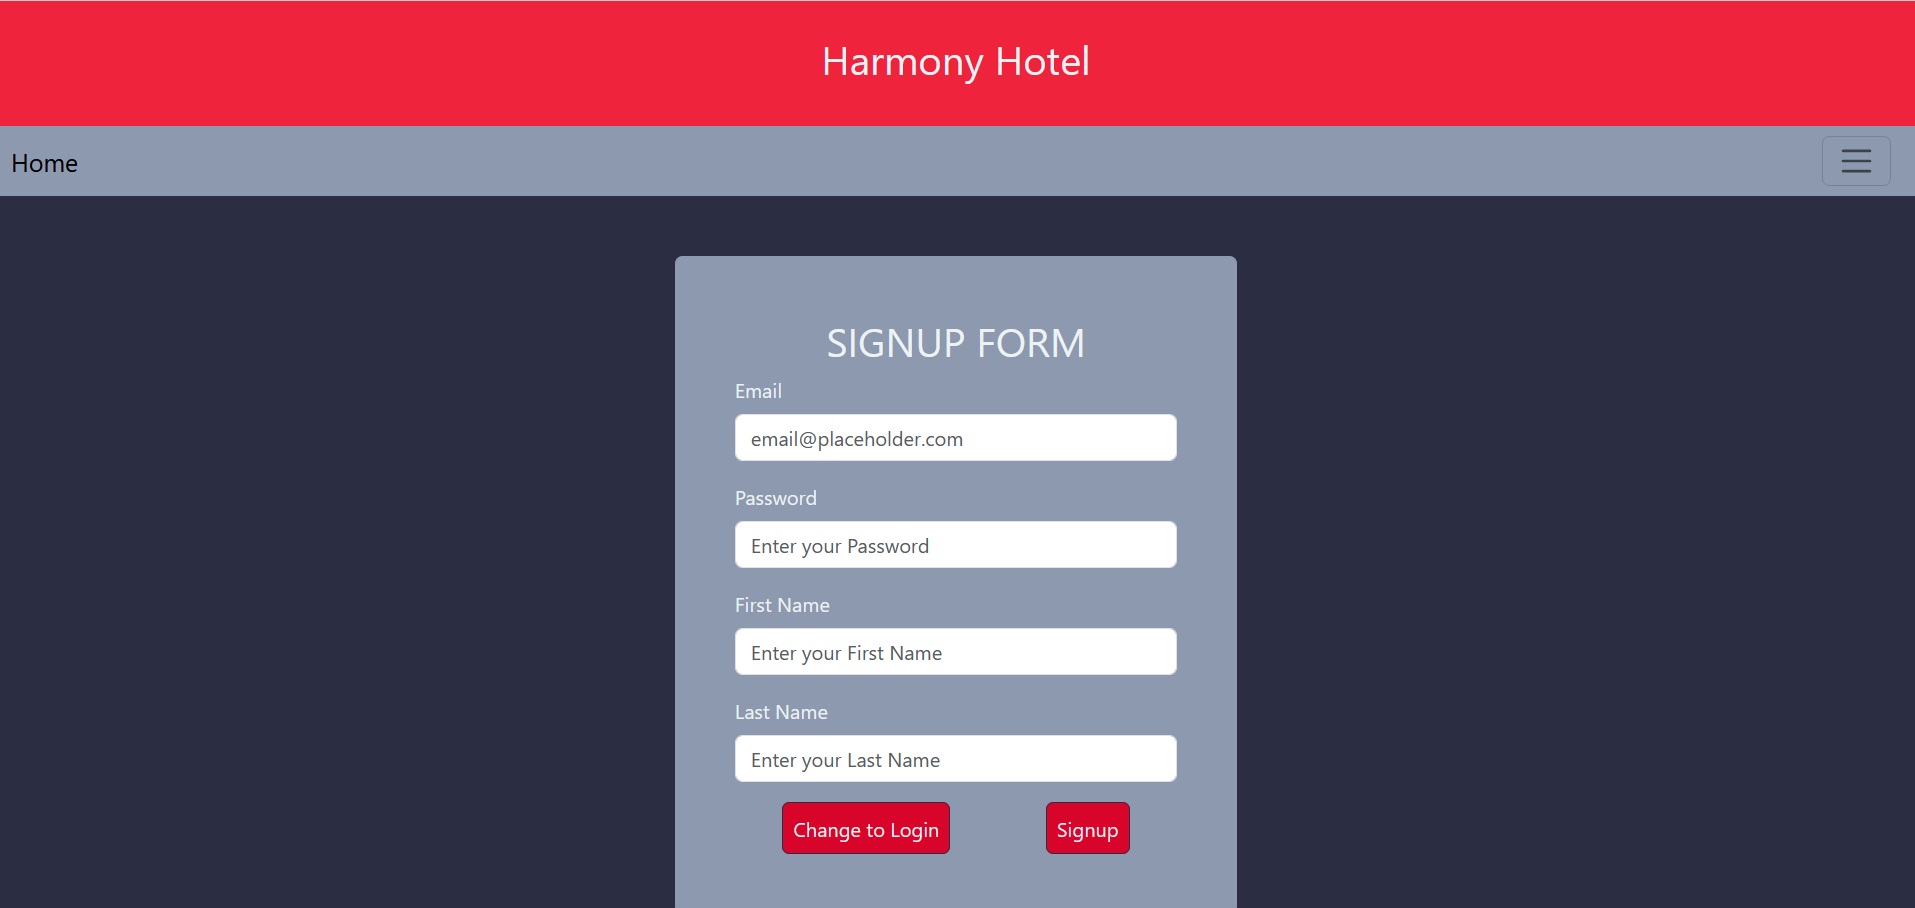 Harmony Hotel
Home
SIGNUP FORM
Email
email@placeholder.com
Password
Enter your Password
First Name
Enter your First Name
Last Name
Enter your Last Name
Change to Login Signup